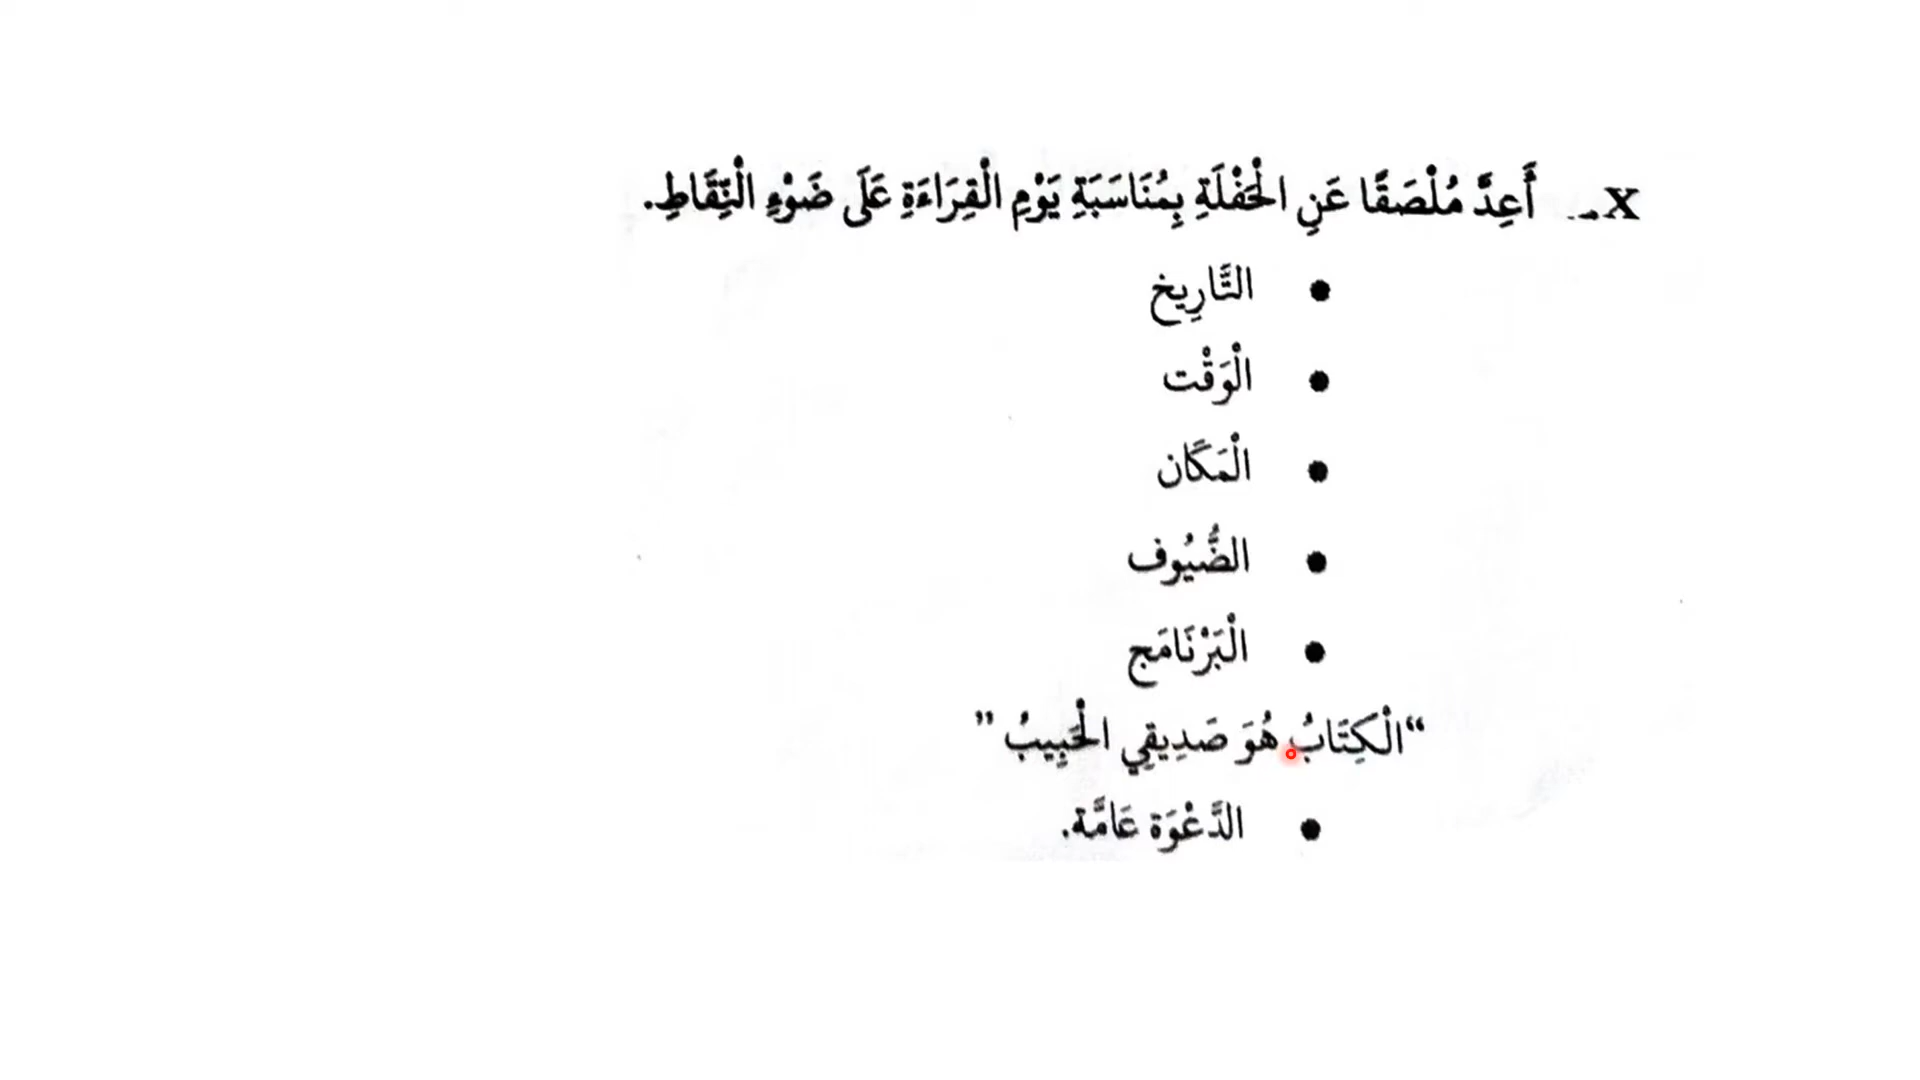 X۔ أَعِدَّ مُلْصَقًا عَنِ الْحَفْلَةِ بِمُنَاسَبَةِ يَوْمِ الْقِرَاءَةِ عَلَى ضَوْءِ النِّقَاطِ.
• التَّارِيخ
• الْوَقْت
• الْمَكَان
• الضُّيُوف
• الْبَرْنَامَج
“الْكِتَابُ هُوَ صَدِيقِي الْحَبِيبُ”
• الدَّعْوَة عَامَّة.